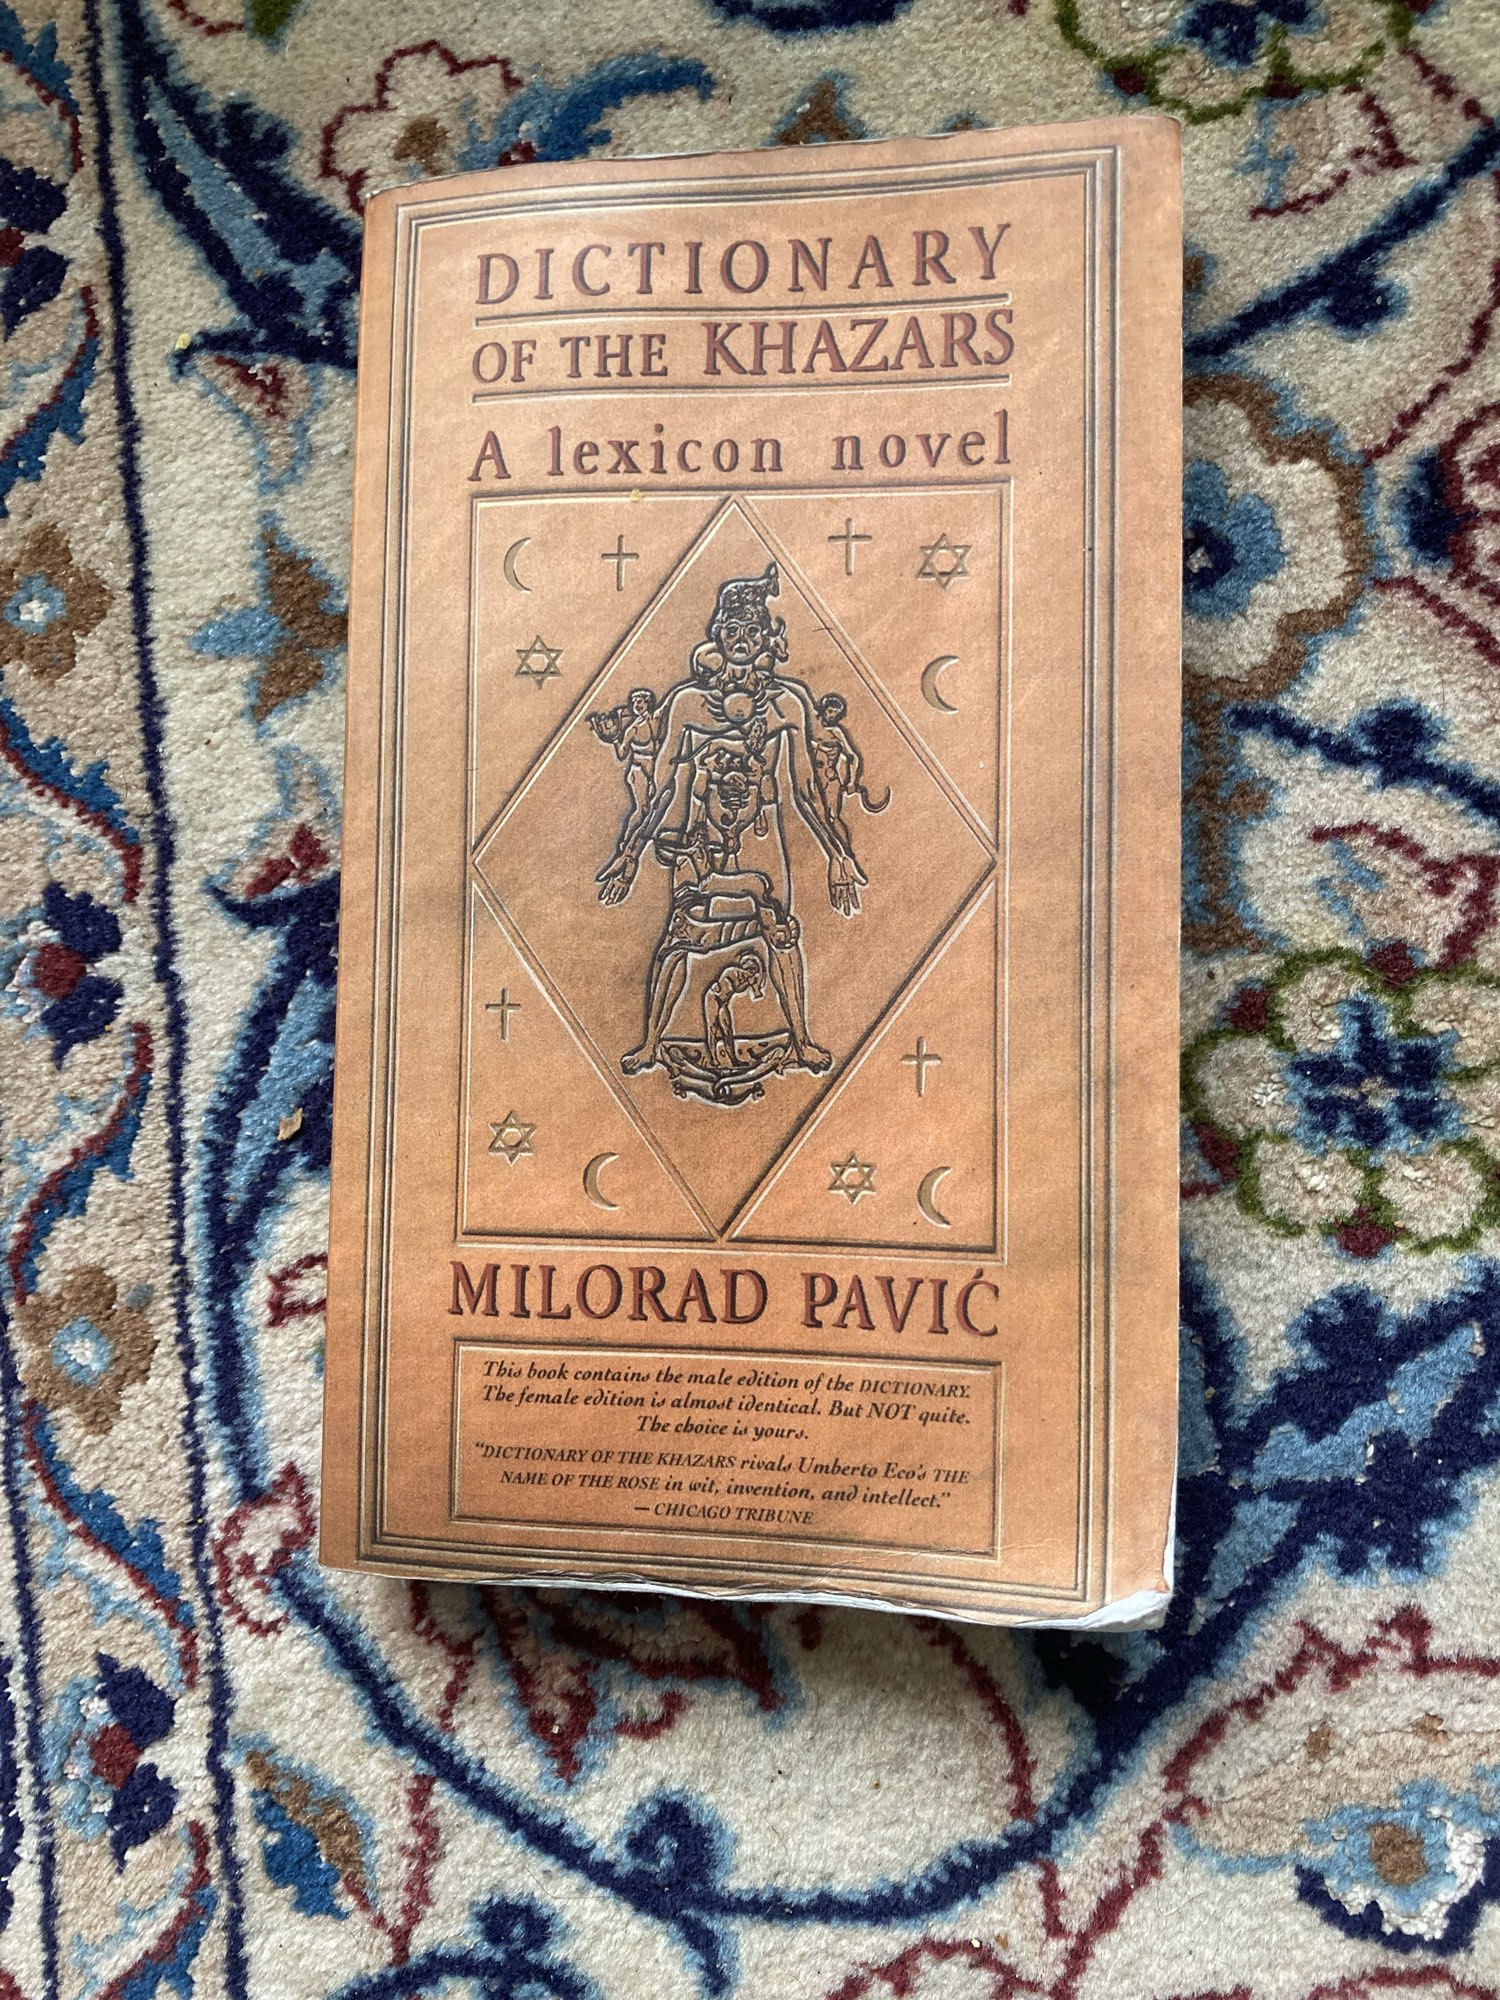 DICTIONARY
OF THE KHAZARS
A lexicon novel
MILORAD PAVIĆ
This book contains the male edition of the DICTIONARY.
The female edition is almost identical. But NOT quite.
The choice is yours.
"DICTIONARY OF THE KHAZARS rivals Umberto Eco's THE
NAME OF THE ROSE in wit, invention, and intellect."
— CHICAGO TRIBUNE